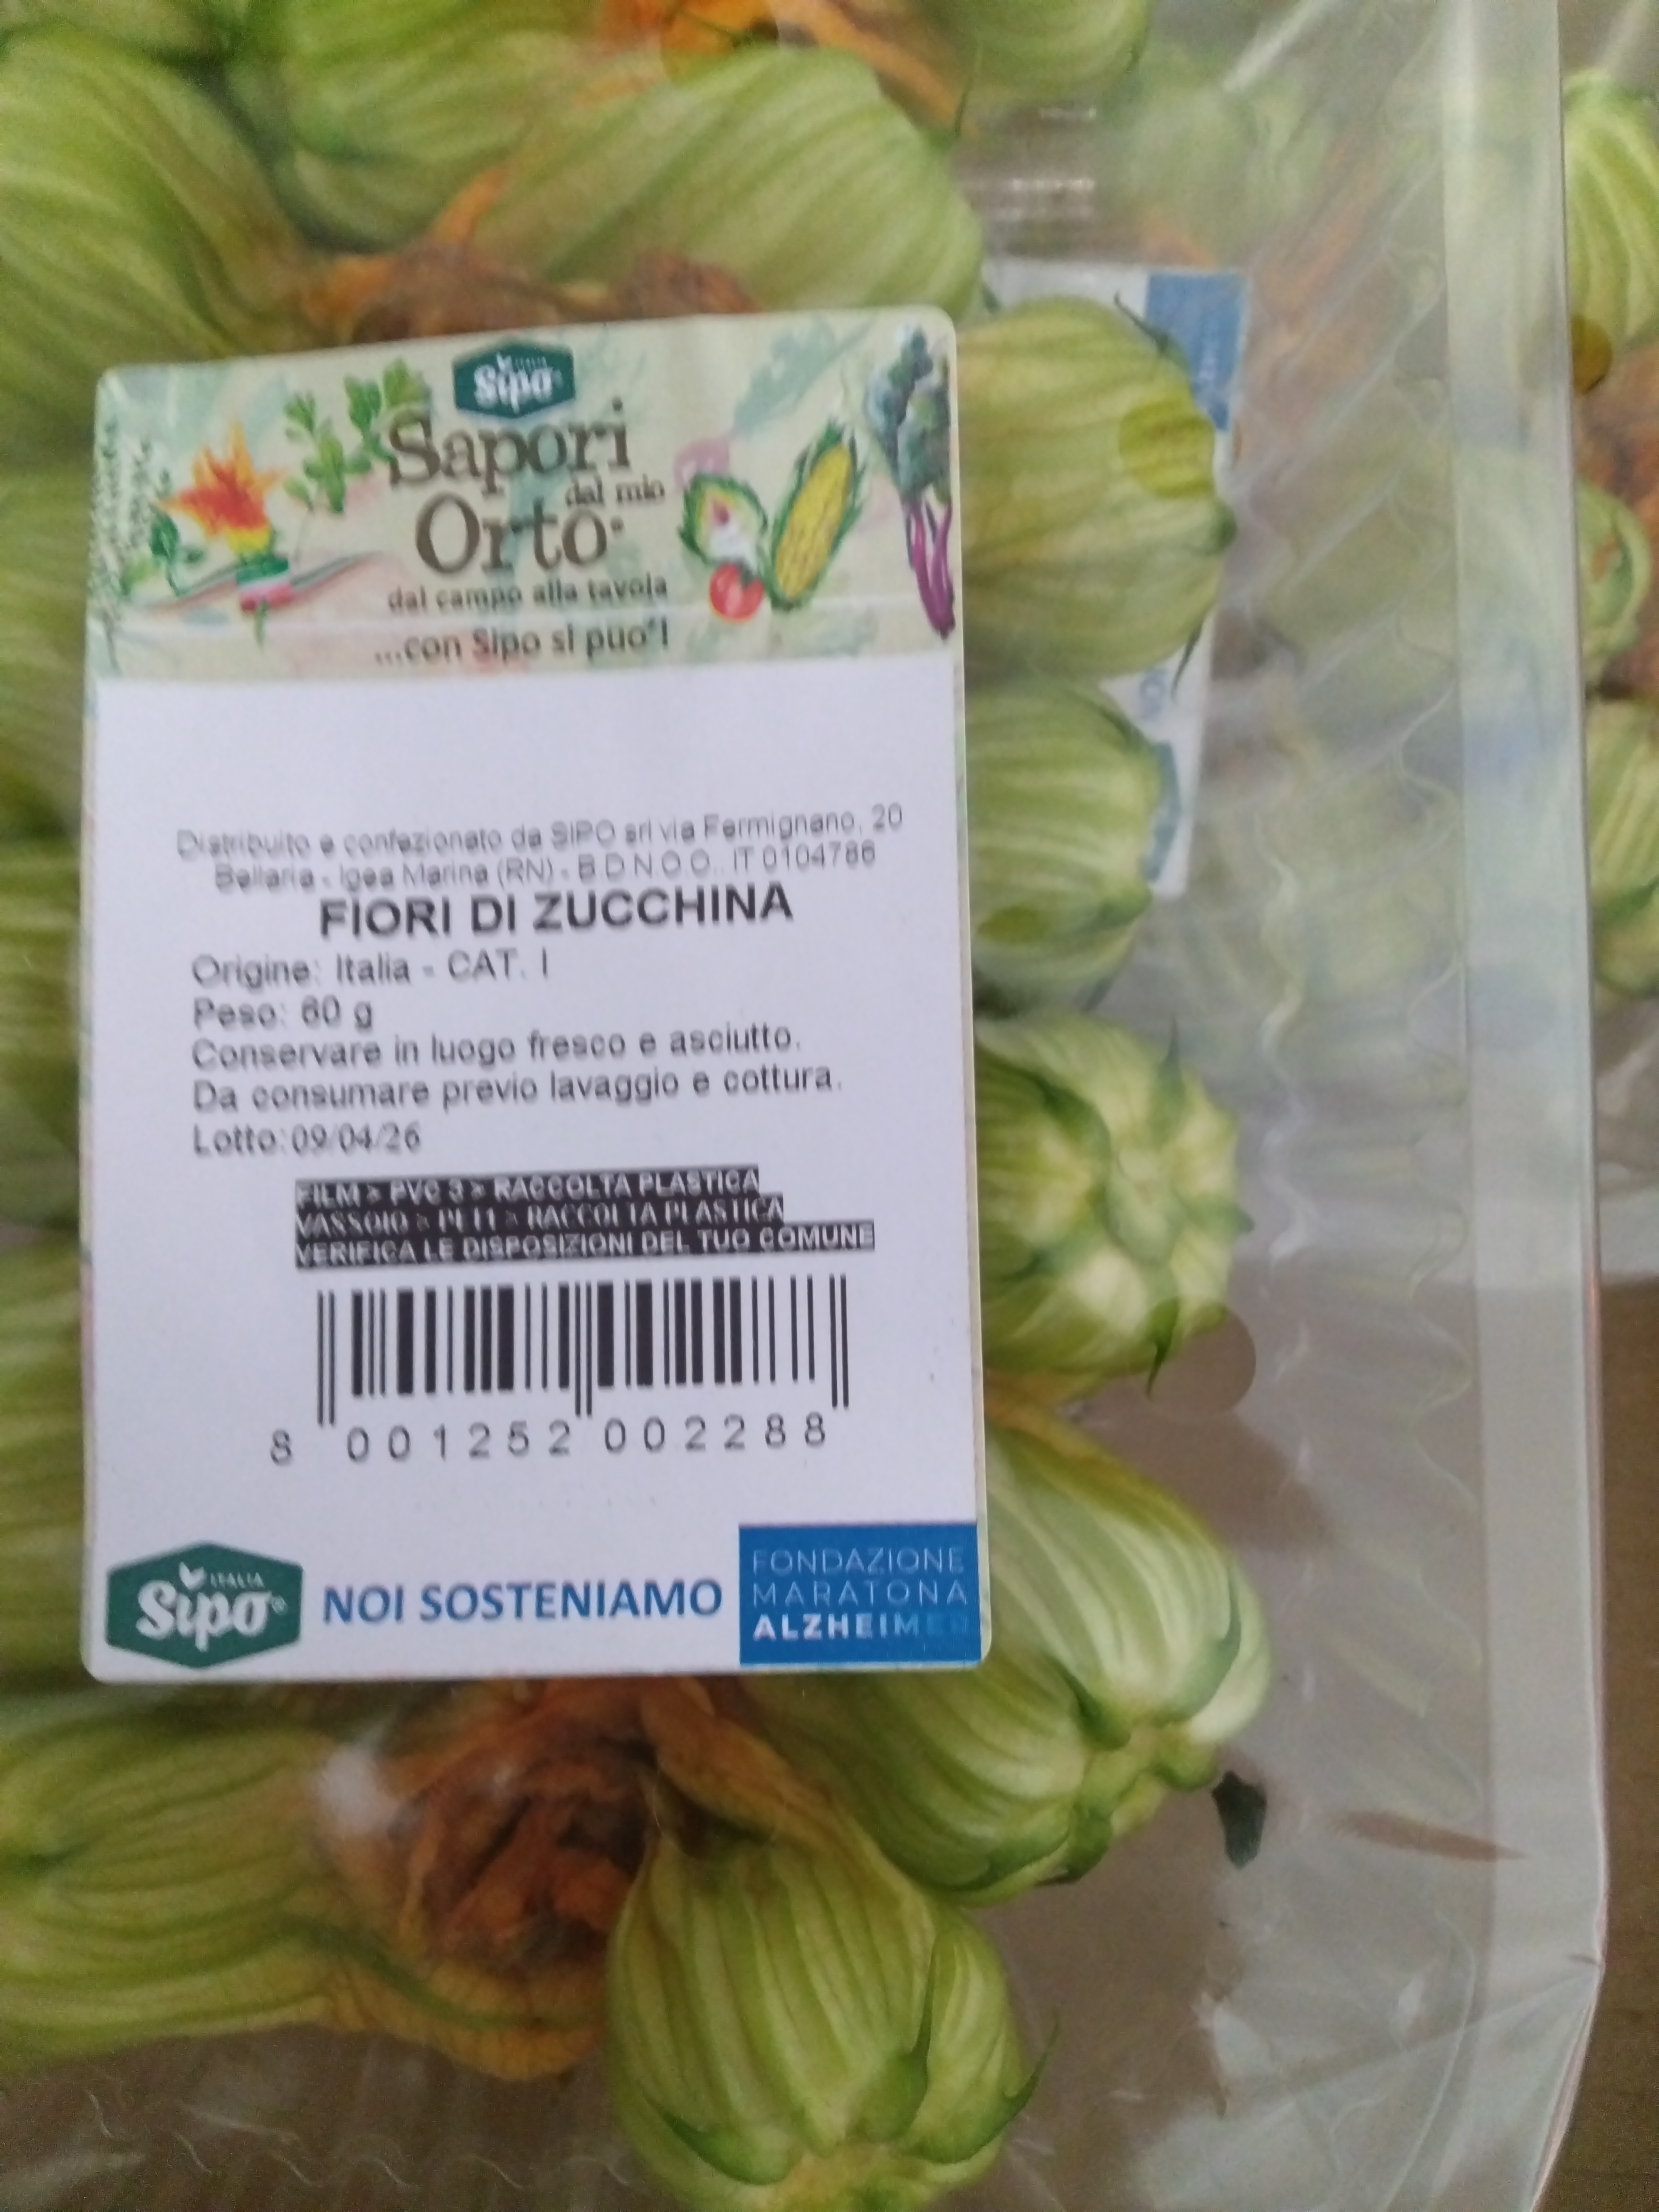 ITALIA
Sipo
Sapori
dal mio
Orto
dal campo alla tavola
...con Sipo si puo'!
Distribuito e confezionato da SIPO srl via Fermignano, 20
Bellaria - Igea Marina (RN) - B.D.N.O.O.. IT 0104786
FIORI DI ZUCCHINA
Origine: Italia - CAT. I
Peso: 60 g
Conservare in luogo fresco e asciutto.
Da consumare previo lavaggio e cottura.
Lotto:09/04/26
FILM > PVC 3 > RACCOLTA PLASTICA
VASSOIO > PET1 > RACCOLTA PLASTICA
VERIFICA LE DISPOSIZIONI DEL TUO COMUNE
8 001252 002288
ITALIA
Sipo®
NOI SOSTENIAMO
FONDAZIONE
MARATONA
ALZHEIMER